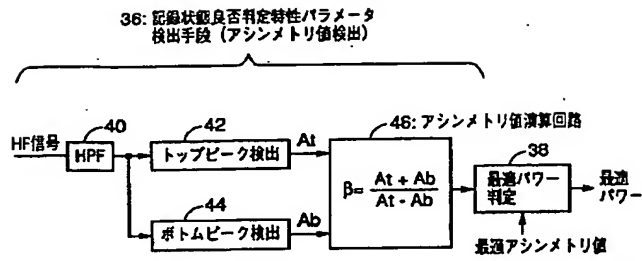 36: 記録状態良否判定特性パラメータ
検出手段(アシンメトリ値検出)
HF信号
40
HPF
42
トップピーク検出
At
44
ボトムピーク検出
Ab
46: アシンメトリ値演算回路
β= At + Ab
At - Ab
38
最適パワー
判定
最適
パワー
最適アシンメトリ値